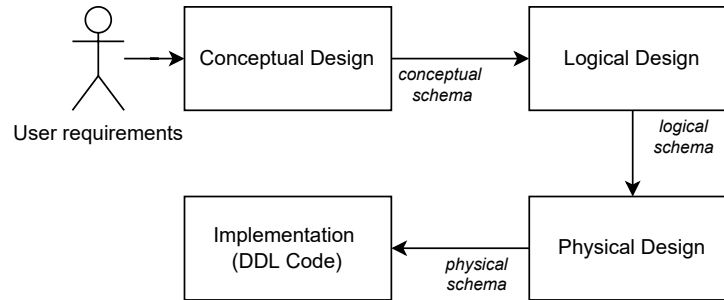 User requirements
Conceptual Design
conceptual
schema
Logical Design
logical
schema
Physical Design
physical
schema
Implementation
(DDL Code)